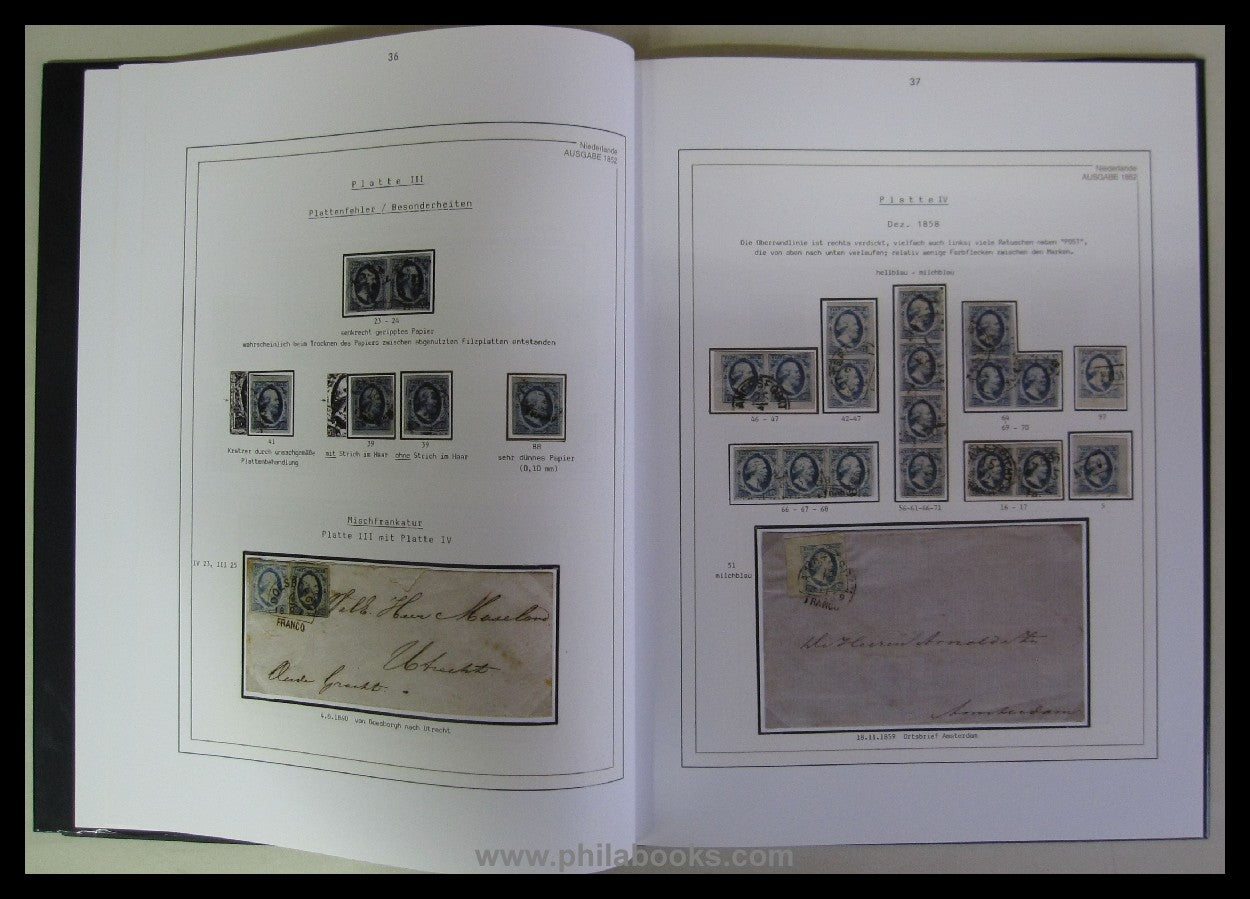 36
Niederlande
AUSGABE 1852
Platte III
Plattenfehler / Besonderheiten
23 - 24
senkrecht geripptes Papier
wahrscheinlich beim Trocknen des Papiers zwischen abgenutzten Filzplatten entstanden
41
Kratzer durch unsachgemäße
Plattenbehandlung
39
mit Strich im Haar
39
ohne Strich im Haar
88
sehr dünnes Papier
(0,10 mm)
Mischfrankatur
Platte III mit Platte IV
IV 23, III 25
FRANCO
Utrecht
Oude Gracht.
4.6.1860 von Doesborgh nach Utrecht
37
Niederlande
AUSGABE 1852
Platte IV
Dez. 1858
Die Oberrandlinie ist rechts verdickt, vielfach auch links; viele Retuschen neben "POST",
die von oben nach unten verlaufen; relativ wenige Farbflecken zwischen den Marken.
hellblau - milchblau
46 - 47
42-47
64
69 - 70
97
66 - 67 - 68
56-61-66-71
16 - 17
5
51
milchblau
FRANCO
Amsterdam
18.11.1859 Ortsbrief Amsterdam
www.philabooks.com